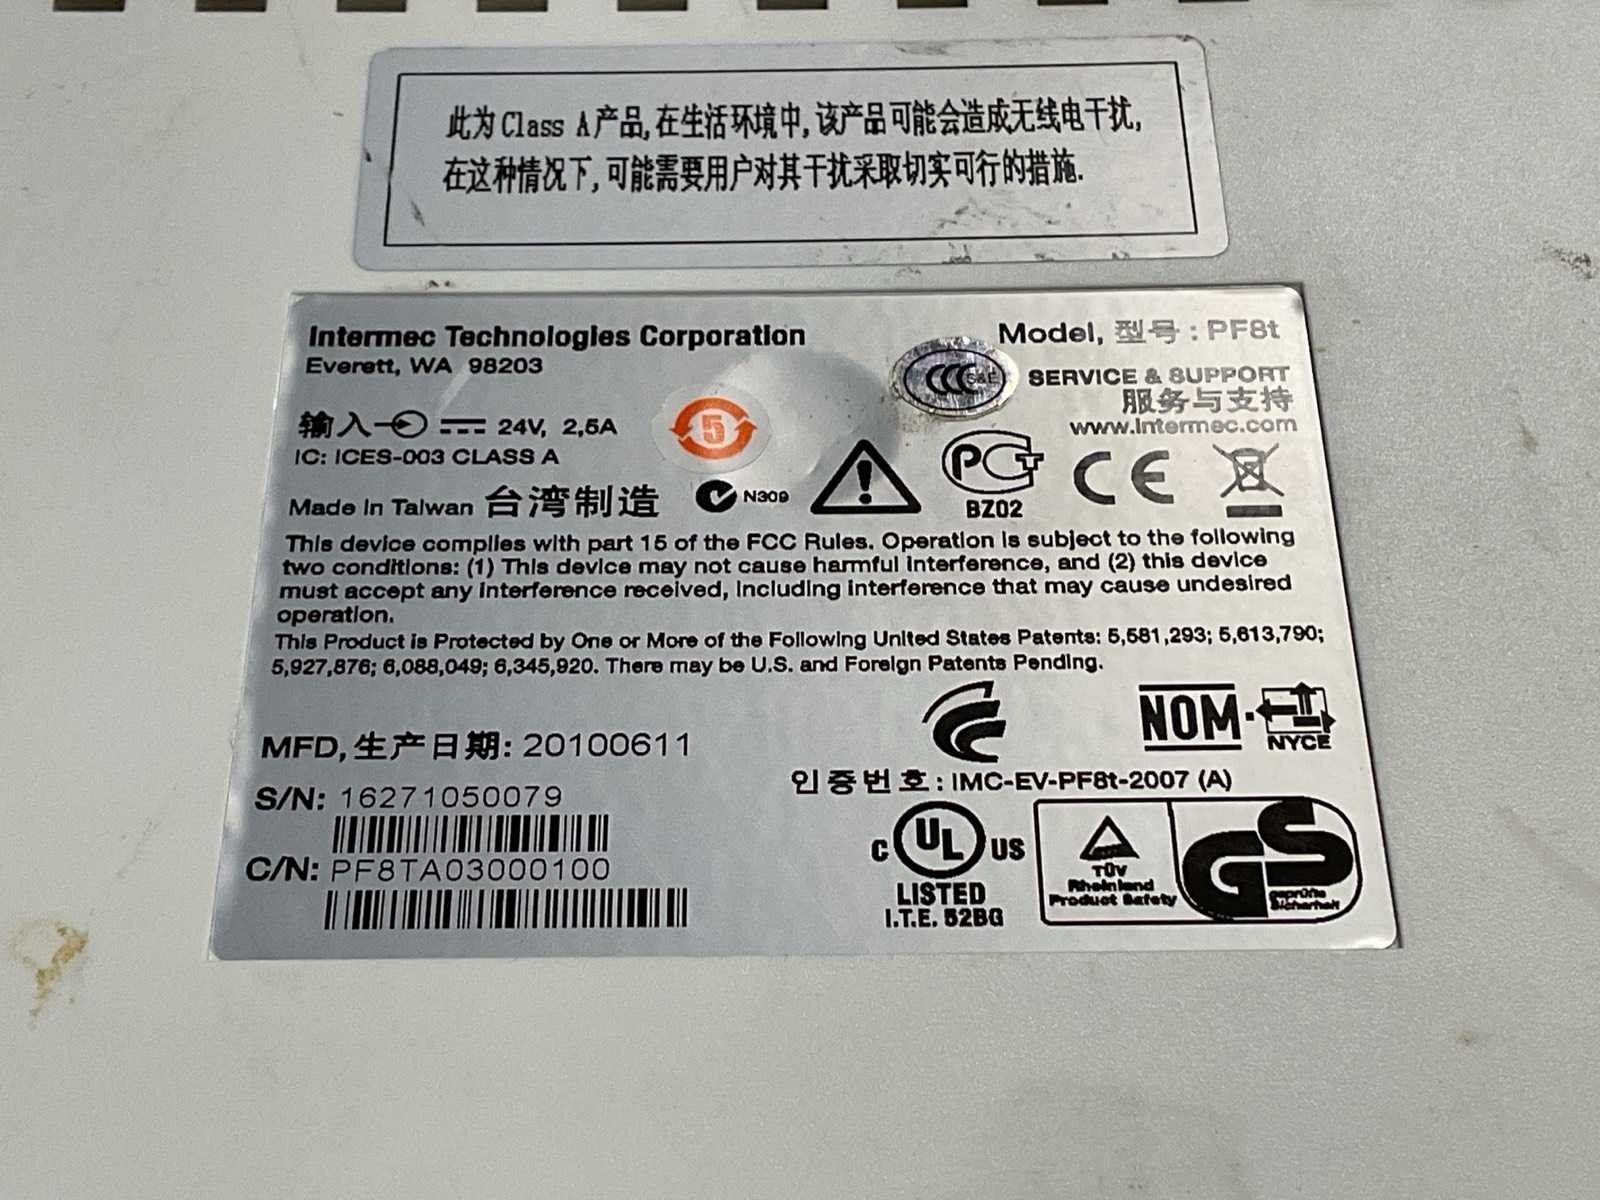 此为Class A产品,在生活环境中,该产品可能会造成无线电干扰,
在这种情况下,可能需要用户对其干扰采取切实可行的措施.
Intermec Technologies Corporation
Everett, WA 98203
Model, 型号 : PF8t
CCC S&E
SERVICE & SUPPORT
服务与支持
www.intermec.com
输入 24V, 2,5A
5
IC: ICES-003 CLASS A
Made in Taiwan 台湾制造
N309
PCT
BZ02
CE
This device complies with part 15 of the FCC Rules. Operation is subject to the following
two conditions: (1) This device may not cause harmful interference, and (2) this device
must accept any interference received, including interference that may cause undesired
operation.
This Product is Protected by One or More of the Following United States Patents: 5,581,293; 5,613,790;
5,927,876; 6,088,049; 6,345,920. There may be U.S. and Foreign Patents Pending.
MFD, 生产日期: 20100611
NOM-
NYCE
인증번호 : IMC-EV-PF8t-2007 (A)
S/N: 16271050079
C/N: PF8TA03000100
C UL US
LISTED
I.T.E. 52BG
TÜV
Rheinland
Product Safety
GS
geprüfte
Sicherheit